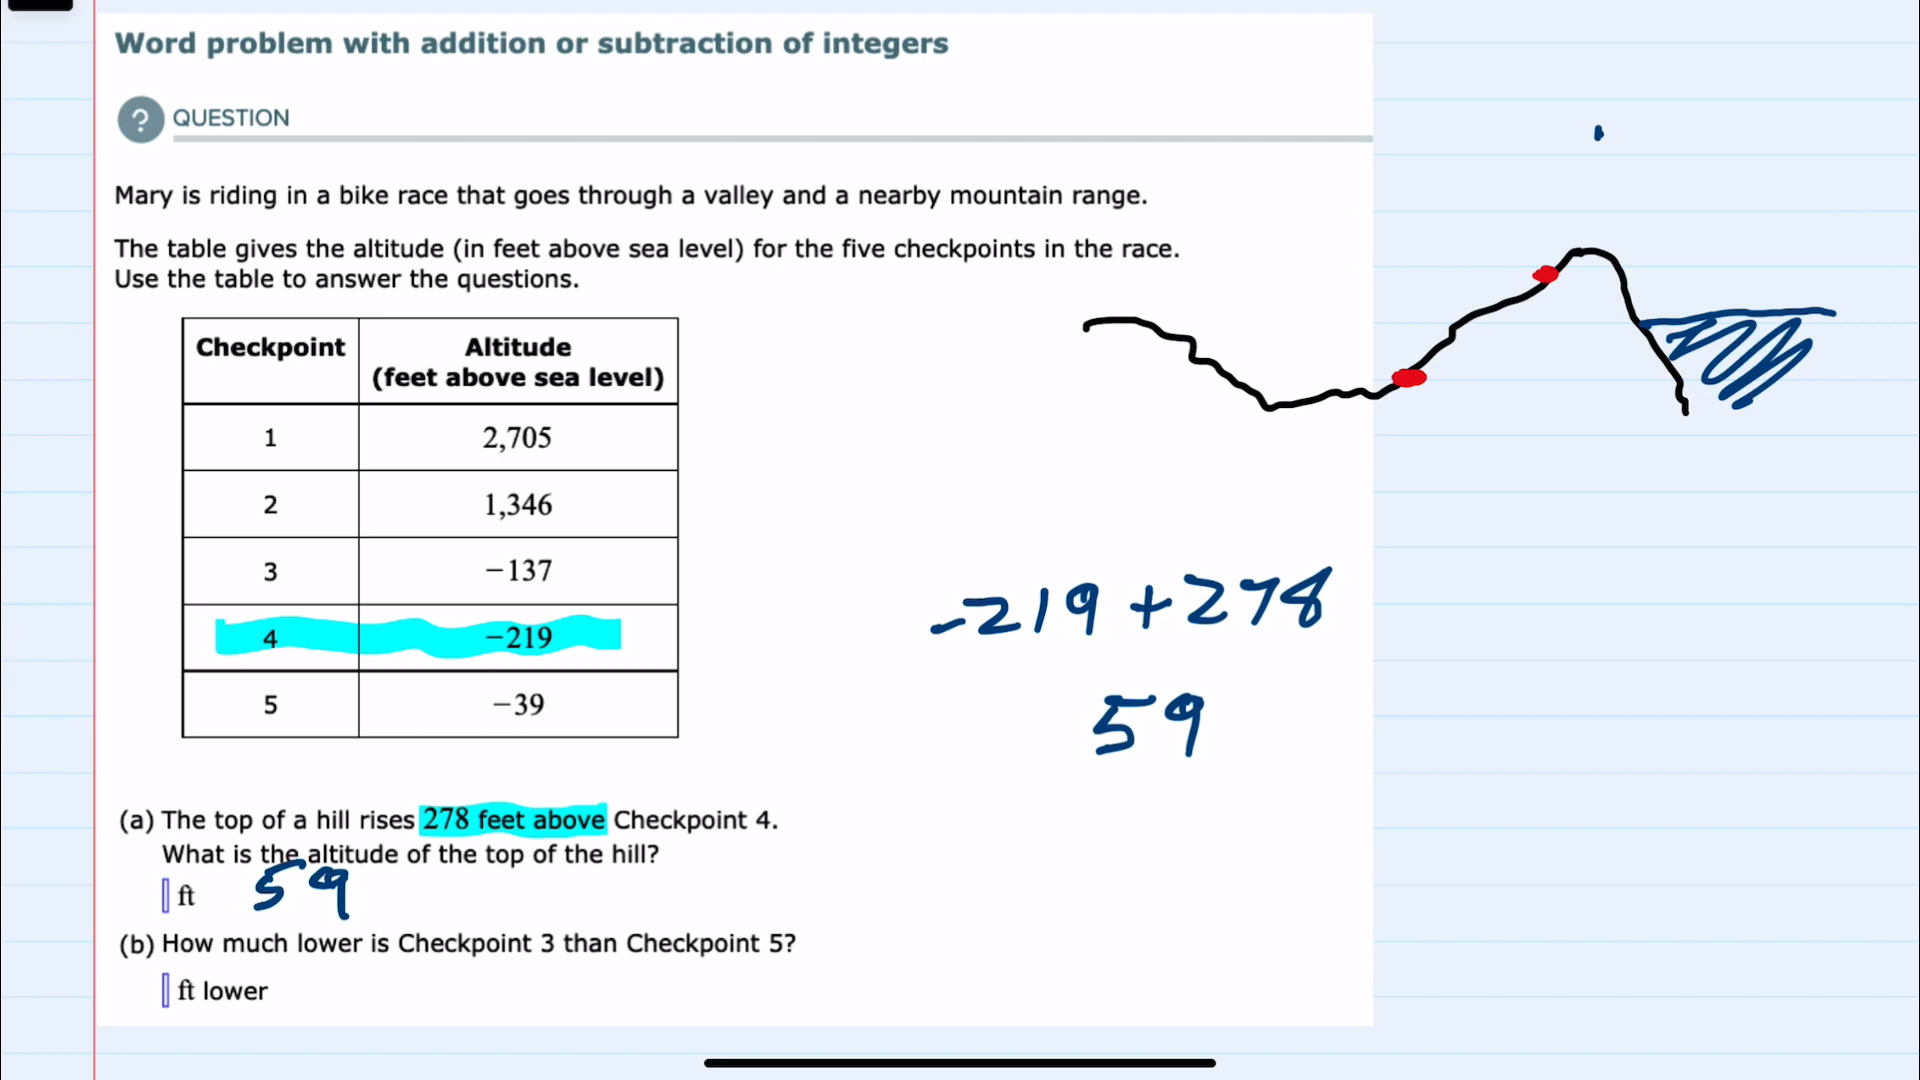 Word problem with addition or subtraction of integers
? QUESTION
Mary is riding in a bike race that goes through a valley and a nearby mountain range.
The table gives the altitude (in feet above sea level) for the five checkpoints in the race.
Use the table to answer the questions.
Checkpoint Altitude
(feet above sea level)
1 2,705
2 1,346
3 −137
4 −219
5 −39
-219 +278
59
(a) The top of a hill rises 278 feet above Checkpoint 4.
What is the altitude of the top of the hill?
ft 59
(b) How much lower is Checkpoint 3 than Checkpoint 5?
ft lower